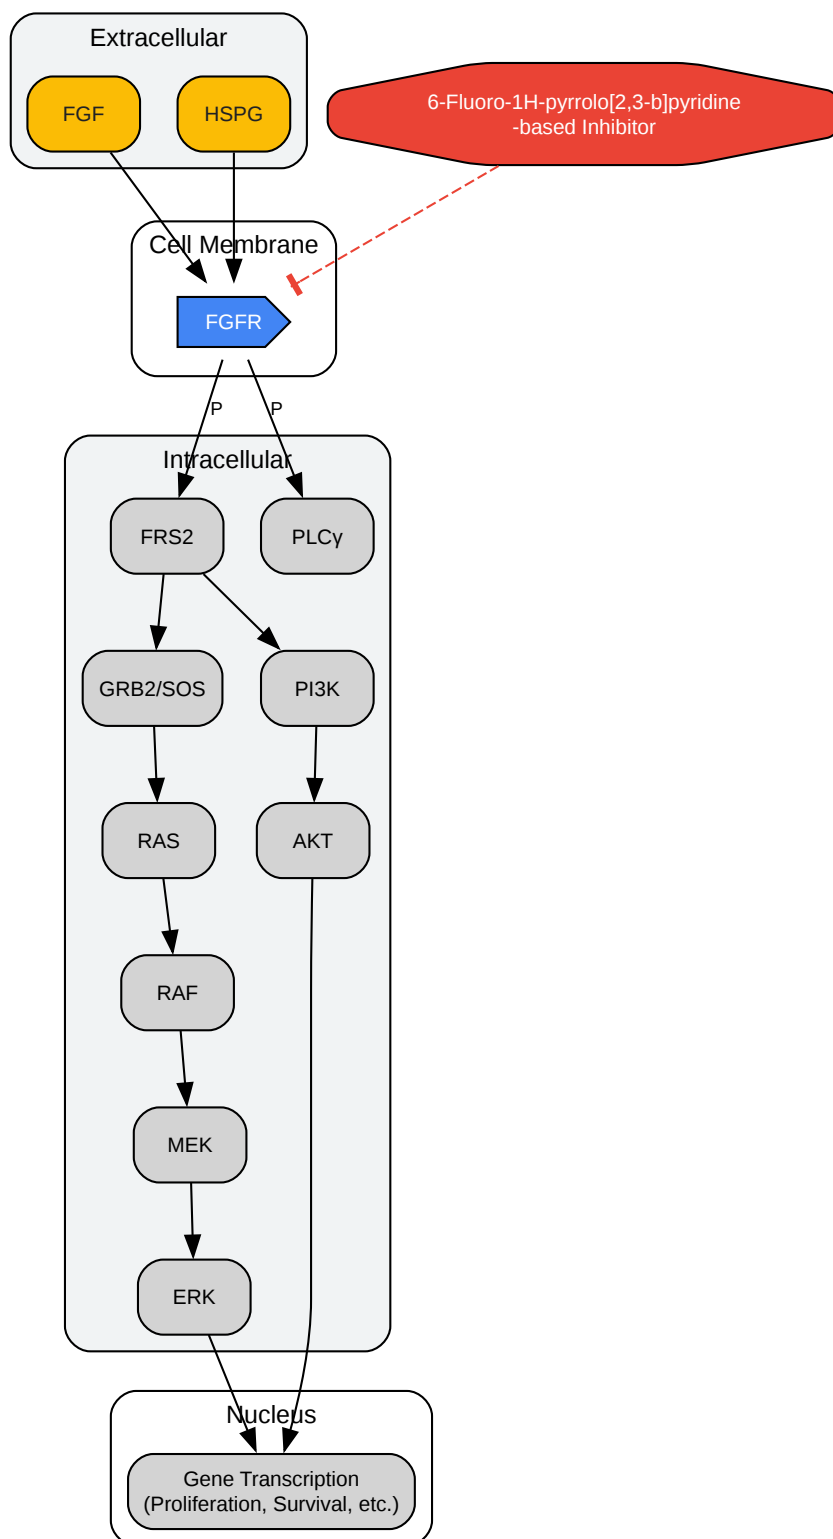 Extracellular
FGF
HSPG
6-Fluoro-1H-pyrrolo[2,3-b]pyridine
-based Inhibitor
Cell Membrane
FGFR
P
P
Intracellular
FRS2
PLCγ
GRB2/SOS
PI3K
RAS
AKT
RAF
MEK
ERK
Nucleus
Gene Transcription
(Proliferation, Survival, etc.)